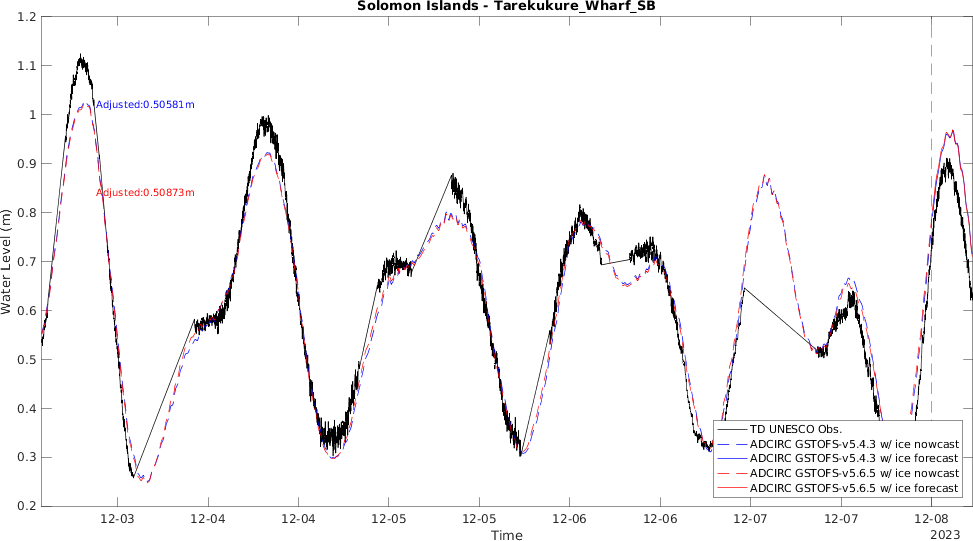 Solomon Islands - Tarekukure_Wharf_SB
1.2
1.1
1
0.9
0.8
0.7
0.6
0.5
0.4
0.3
0.2
Water Level (m)
Adjusted:0.50581m
Adjusted:0.50873m
TD UNESCO Obs.
ADCIRC GSTOFS-v5.4.3 w/ ice nowcast
ADCIRC GSTOFS-v5.4.3 w/ ice forecast
ADCIRC GSTOFS-v5.6.5 w/ ice nowcast
ADCIRC GSTOFS-v5.6.5 w/ ice forecast
12-03 12-04 12-04 12-05 12-05 12-06 12-06 12-07 12-07 12-08
Time
2023